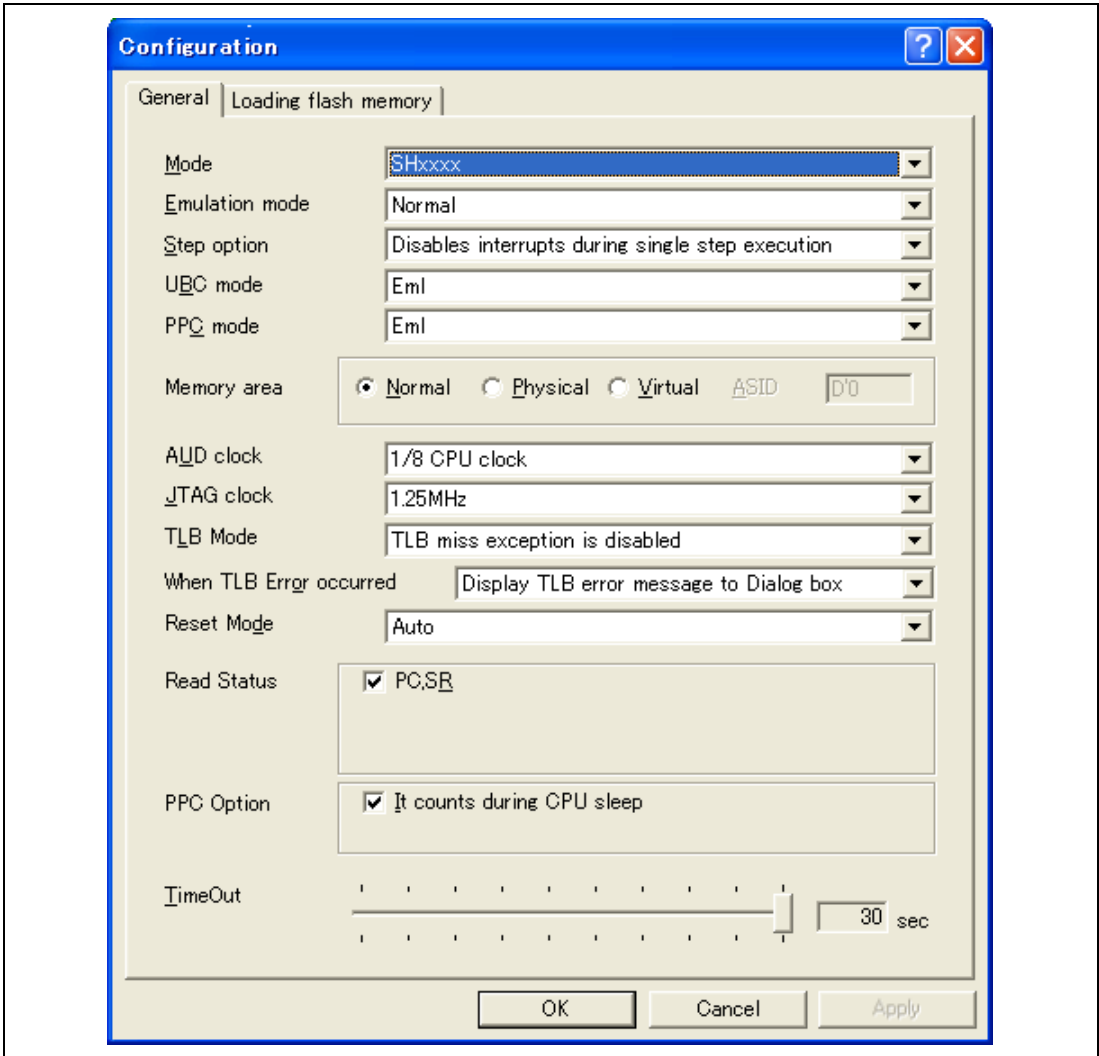 Configuration
General Loading flash memory
Mode SHxxxx
Emulation mode Normal
Step option Disables interrupts during single step execution
UBC mode Eml
PPC mode Eml
Memory area Normal Physical Virtual ASID D'0
AUD clock 1/8 CPU clock
JTAG clock 1.25MHz
TLB Mode TLB miss exception is disabled
When TLB Error occurred Display TLB error message to Dialog box
Reset Mode Auto
Read Status PC,SR
PPC Option It counts during CPU sleep
TimeOut 30 sec
OK Cancel Apply